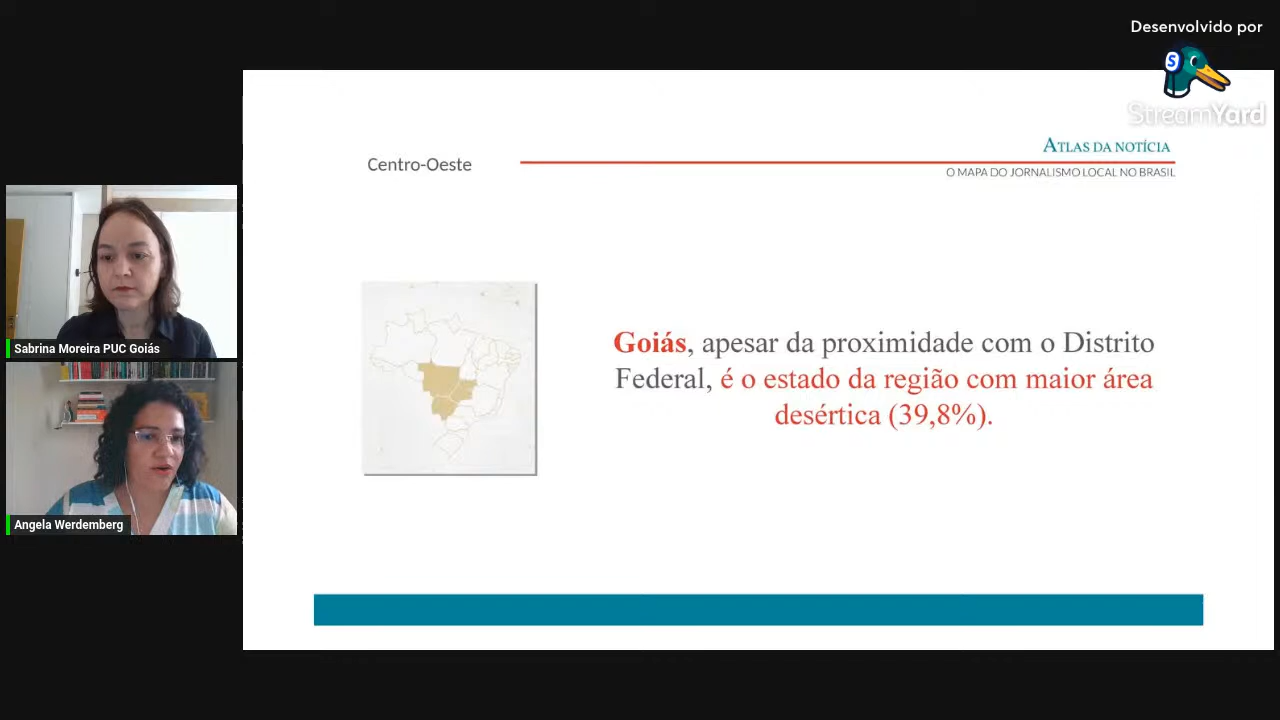 Desenvolvido por
StreamYard
Centro-Oeste
ATLAS DA NOTÍCIA
O MAPA DO JORNALISMO LOCAL NO BRASIL
Sabrina Moreira PUC Goiás
Angela Werdemberg
Goiás, apesar da proximidade com o Distrito
Federal, é o estado da região com maior área
desértica (39,8%).